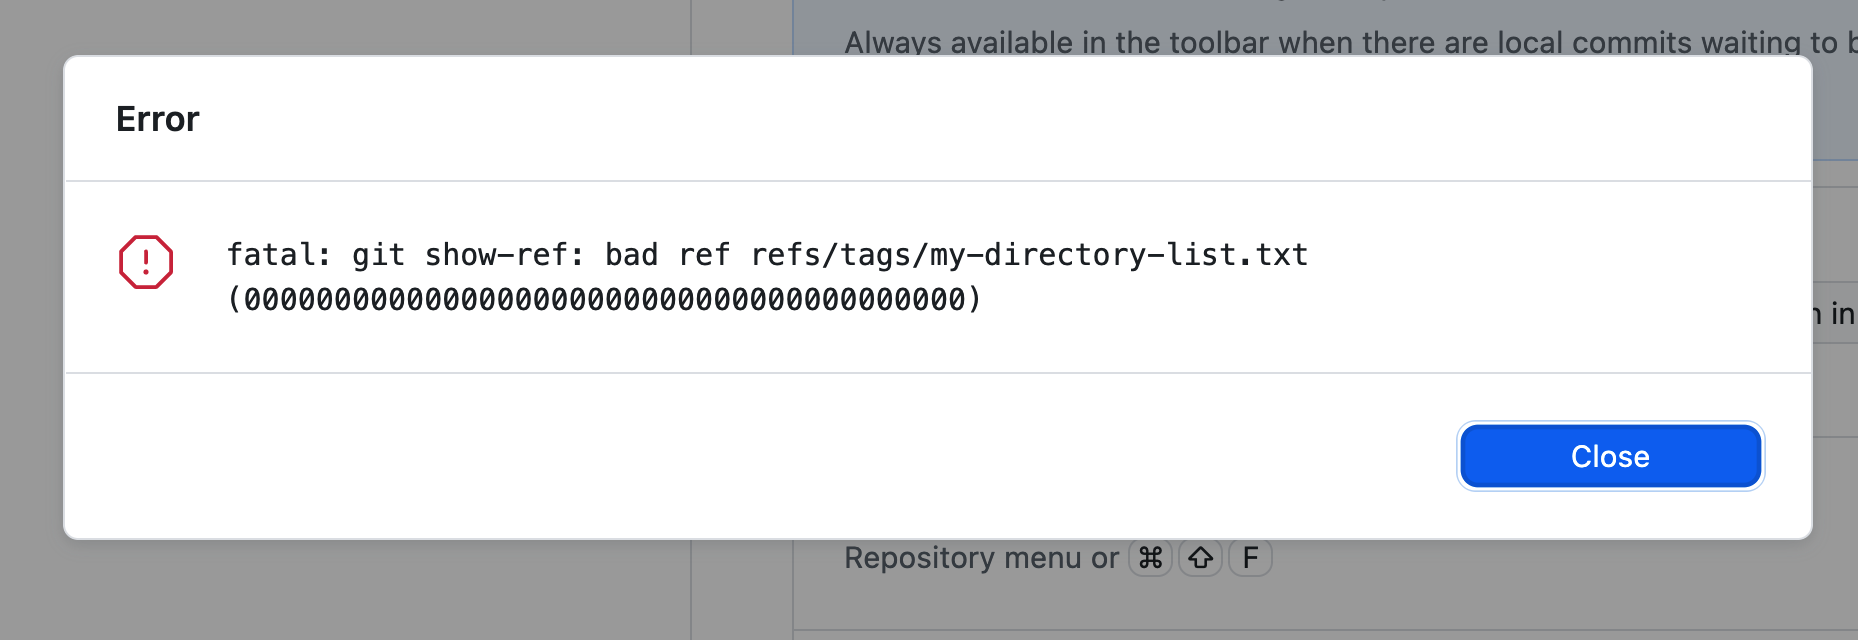 Always available in the toolbar when there are local commits waiting to
Error
fatal: git show-ref: bad ref refs/tags/my-directory-list.txt
(0000000000000000000000000000000000000000)
in
Close
Repository menu or ⌘ ⇧ F